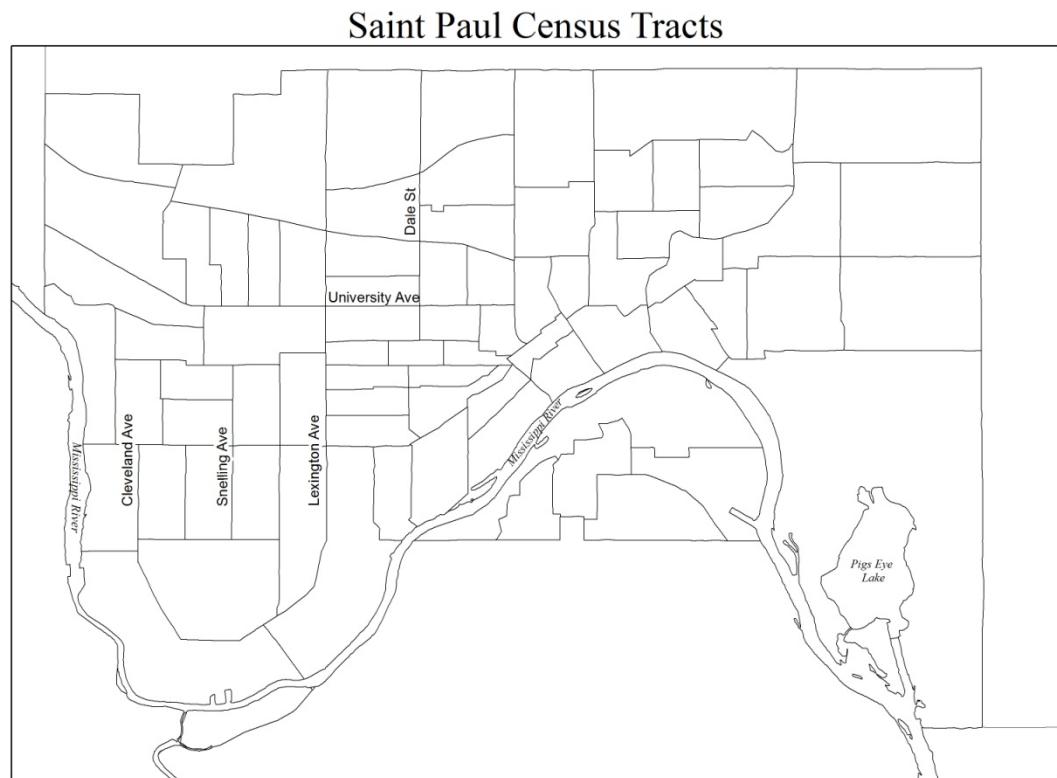 Saint Paul Census Tracts
Dale St
University Ave
Cleveland Ave
Snelling Ave
Lexington Ave
Mississippi River
Mississippi River
Pigs Eye
Lake